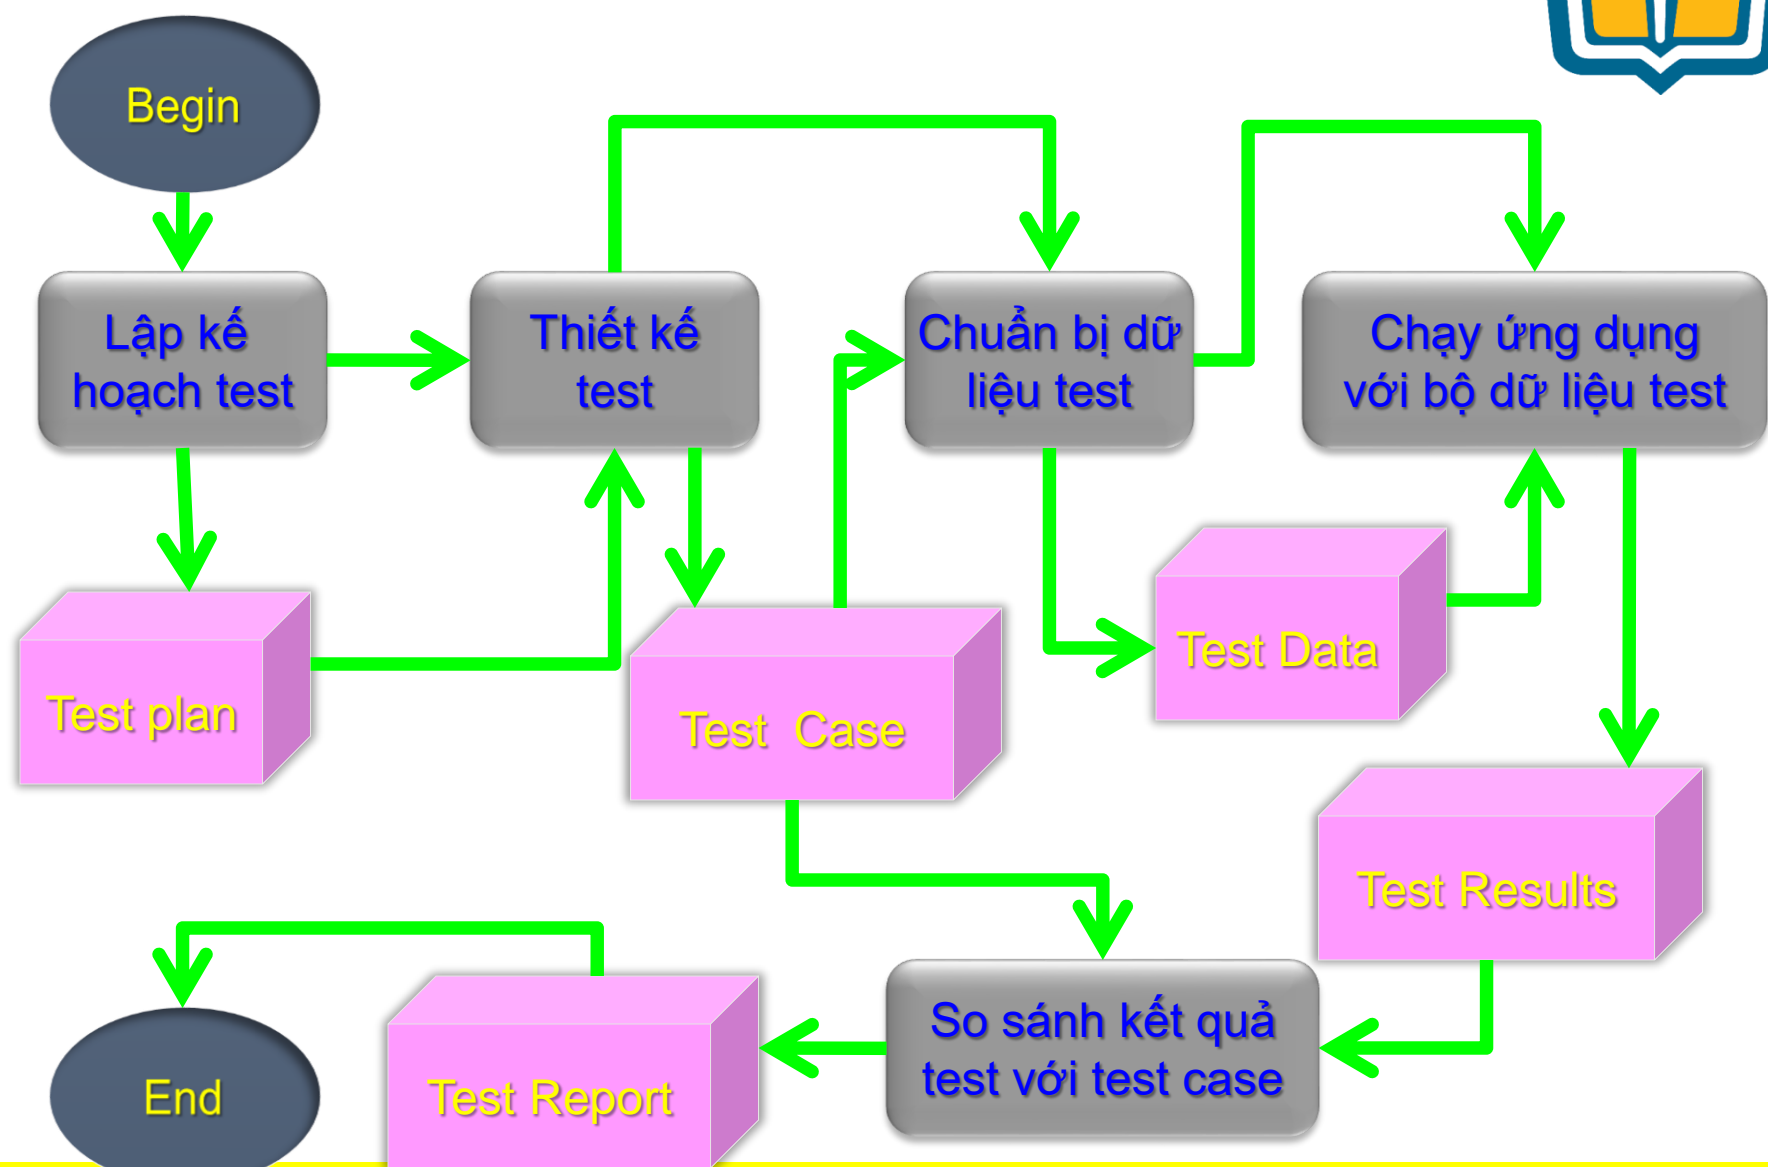 Begin
Lập kế
hoạch test
Thiết kế
test
Chuẩn bị dữ
liệu test
Chạy ứng dụng
với bộ dữ liệu test
Test plan
Test Case
Test Data
Test Results
So sánh kết quả
test với test case
Test Report
End